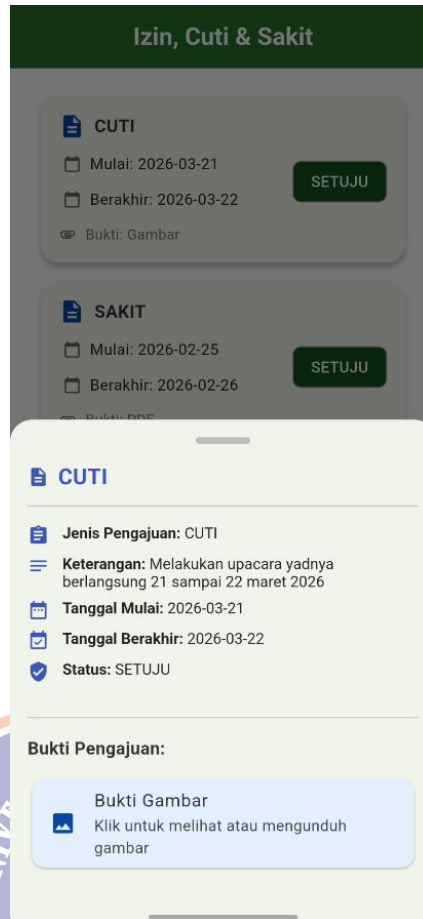 Izin, Cuti & Sakit
CUTI
Mulai: 2026-03-21
SETUJU
Berakhir: 2026-03-22
Bukti: Gambar
SAKIT
Mulai: 2026-02-25
SETUJU
Berakhir: 2026-02-26
Bukti: PDF
CUTI
Jenis Pengajuan: CUTI
Keterangan: Melakukan upacara yadnya
berlangsung 21 sampai 22 maret 2026
Tanggal Mulai: 2026-03-21
Tanggal Berakhir: 2026-03-22
Status: SETUJU
Bukti Pengajuan:
Bukti Gambar
Klik untuk melihat atau mengunduh
gambar